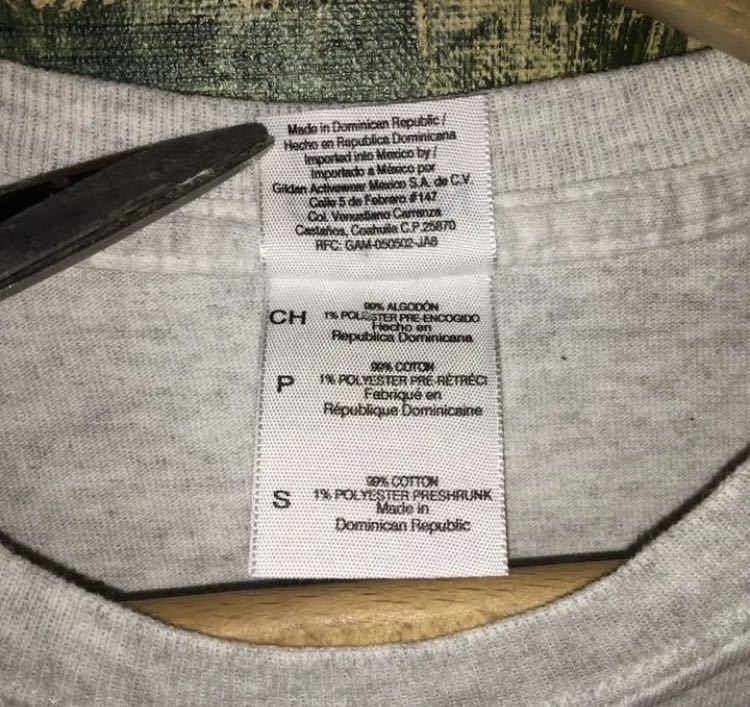 Made in Dominican Republic /
Hecho en Republica Dominicana
Imported into Mexico by /
Importado a México por
Gildan Activewear Mexico S.A. de C.V.
Calle 5 de Febrero #147
Col. Venustiano Carranza
Castaños, Coahuila C.P. 25870
RFC: GAM-050502-JA8
99% ALGODÓN
CH 1% POLIESTER PRE-ENCOGIDO
Hecho en
Republica Dominicana
99% COTON
P 1% POLYESTER PRÉ-RÉTRÉCI
Fabriqué en
République Dominicaine
99% COTTON
S 1% POLYESTER PRESHRUNK
Made in
Dominican Republic